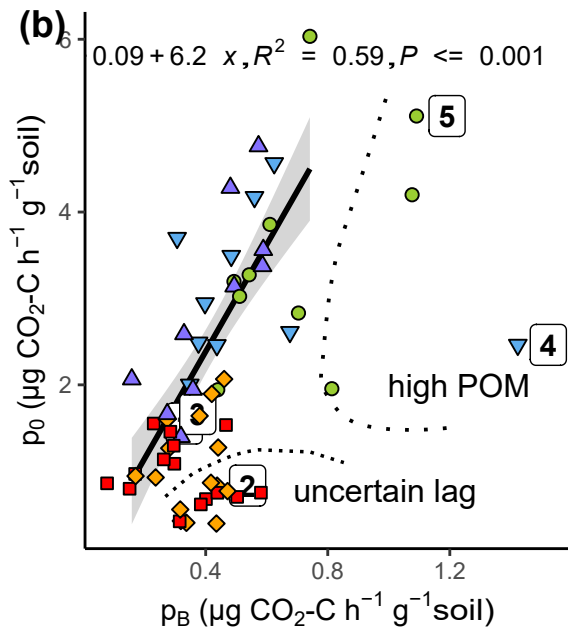 (b)
0.09 + 6.2 x, R² = 0.59, P <= 0.001
6
4
2
5
4
3
2
high POM
uncertain lag
0.4
0.8
1.2
p₀ (µg CO₂-C h⁻¹ g⁻¹soil)
p_B (µg CO₂-C h⁻¹ g⁻¹soil)